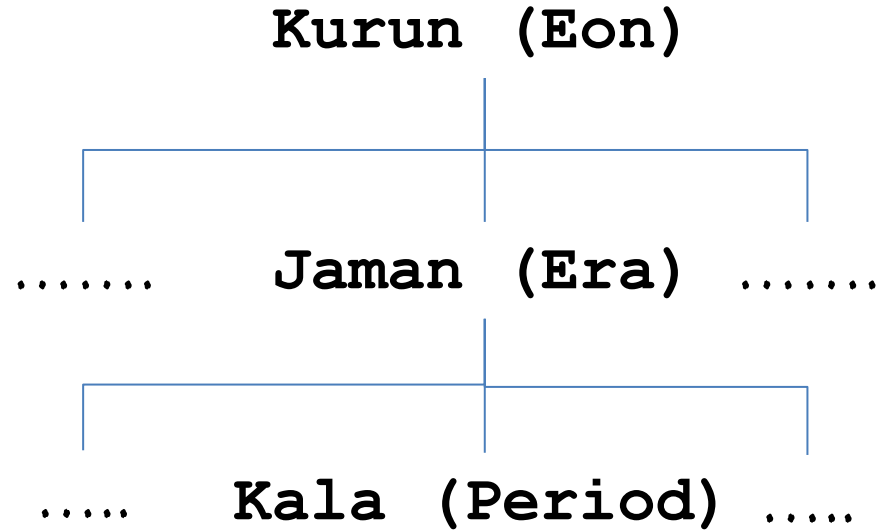 Kurun (Eon)
....... Jaman (Era) .......
..... Kala (Period) .....